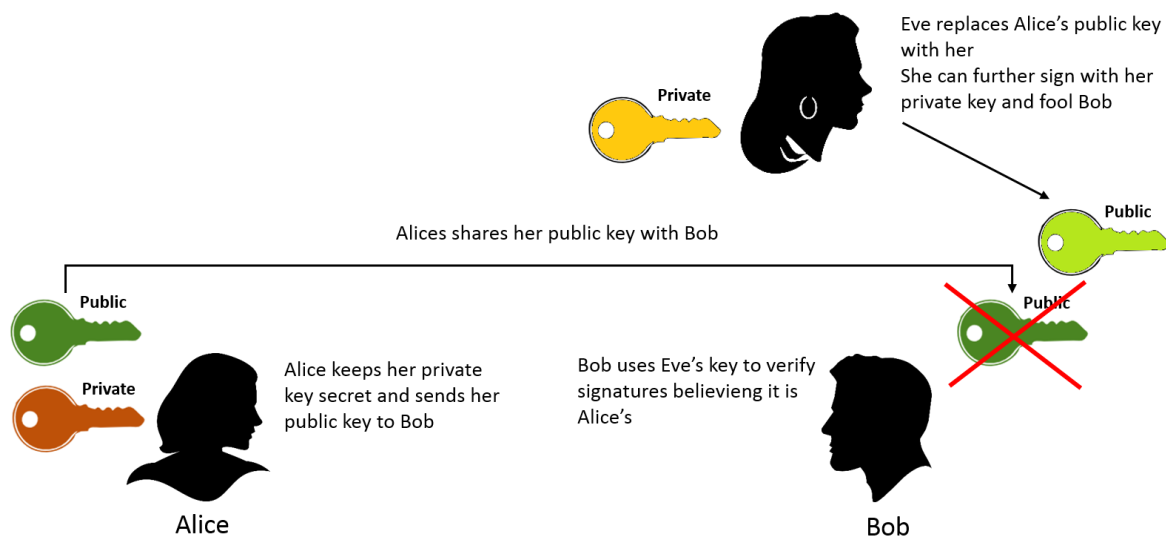 Eve replaces Alice's public key
with her
She can further sign with her
private key and fool Bob
Private
Public
Alices shares her public key with Bob
Public
Public
Private
Alice keeps her private
key secret and sends her
public key to Bob
Bob uses Eve's key to verify
signatures believieng it is
Alice's
Alice
Bob